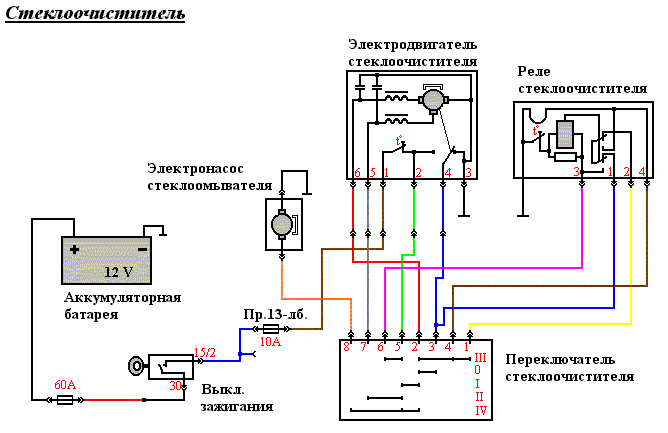 Стеклоочиститель
Электродвигатель
стеклоочистителя
Реле
стеклоочистителя
t°
t°
6 5 1 2 4 3
3 1 2 4
Электронасос
стеклоомывателя
+ −
12 V
Аккумуляторная
батарея
Пр.13-лб.
10А
15/2
30
60А
Выкл.
зажигания
8 7 6 5 2 3 4 1
III
0
I
II
IV
Переключатель
стеклоочистителя